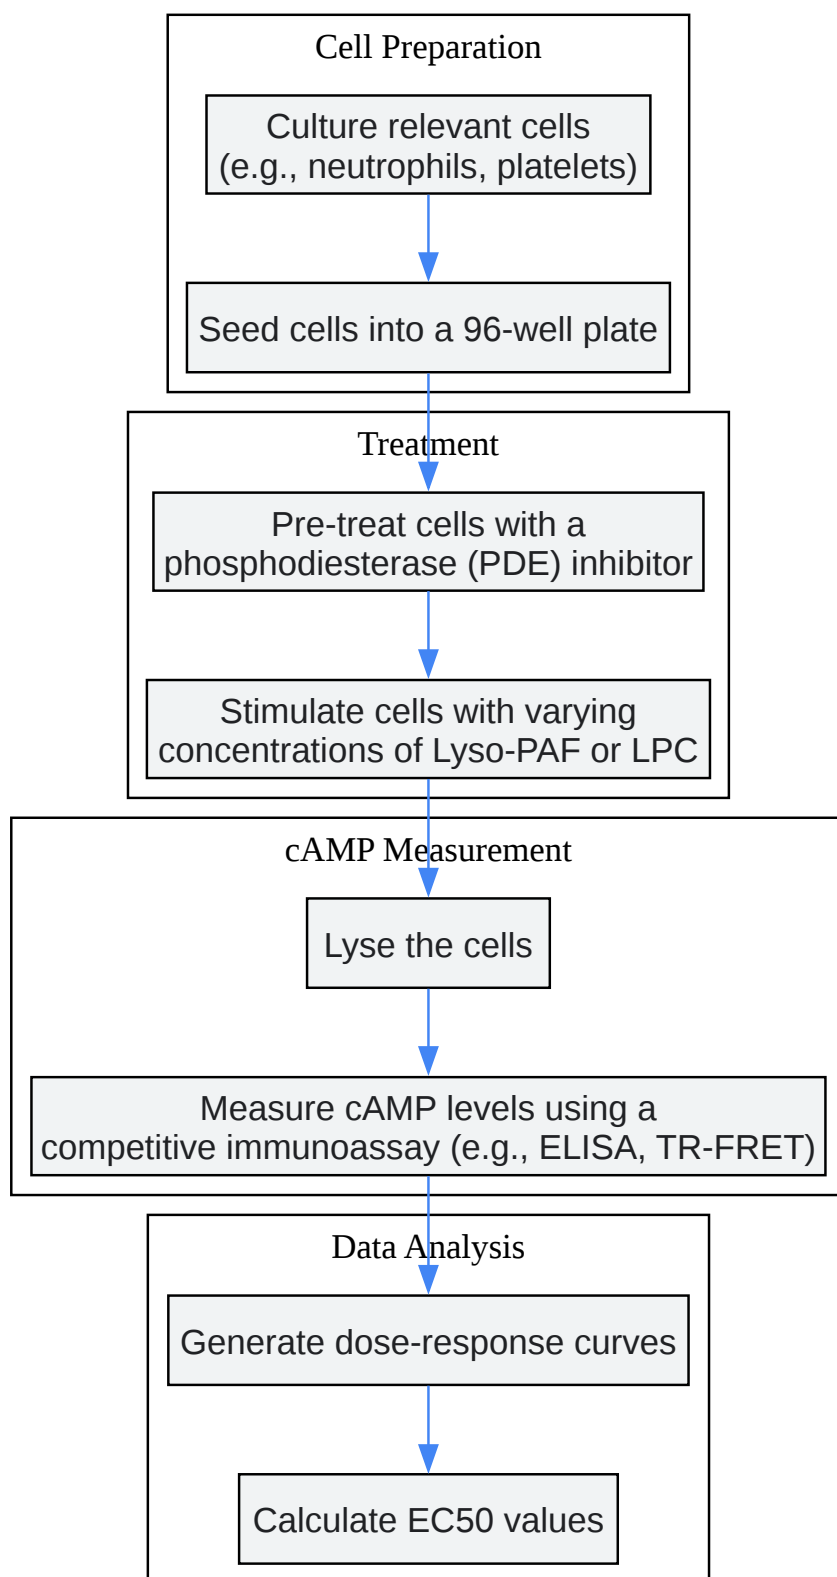 Cell Preparation
Culture relevant cells
(e.g., neutrophils, platelets)
Seed cells into a 96-well plate
Treatment
Pre-treat cells with a
phosphodiesterase (PDE) inhibitor
Stimulate cells with varying
concentrations of Lyso-PAF or LPC
cAMP Measurement
Lyse the cells
Measure cAMP levels using a
competitive immunoassay (e.g., ELISA, TR-FRET)
Data Analysis
Generate dose-response curves
Calculate EC50 values